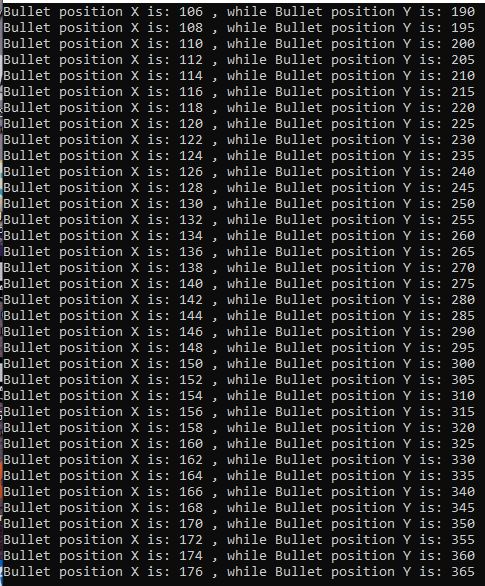 Bullet position X is: 106 , while Bullet position Y is: 190
Bullet position X is: 108 , while Bullet position Y is: 195
Bullet position X is: 110 , while Bullet position Y is: 200
Bullet position X is: 112 , while Bullet position Y is: 205
Bullet position X is: 114 , while Bullet position Y is: 210
Bullet position X is: 116 , while Bullet position Y is: 215
Bullet position X is: 118 , while Bullet position Y is: 220
Bullet position X is: 120 , while Bullet position Y is: 225
Bullet position X is: 122 , while Bullet position Y is: 230
Bullet position X is: 124 , while Bullet position Y is: 235
Bullet position X is: 126 , while Bullet position Y is: 240
Bullet position X is: 128 , while Bullet position Y is: 245
Bullet position X is: 130 , while Bullet position Y is: 250
Bullet position X is: 132 , while Bullet position Y is: 255
Bullet position X is: 134 , while Bullet position Y is: 260
Bullet position X is: 136 , while Bullet position Y is: 265
Bullet position X is: 138 , while Bullet position Y is: 270
Bullet position X is: 140 , while Bullet position Y is: 275
Bullet position X is: 142 , while Bullet position Y is: 280
Bullet position X is: 144 , while Bullet position Y is: 285
Bullet position X is: 146 , while Bullet position Y is: 290
Bullet position X is: 148 , while Bullet position Y is: 295
Bullet position X is: 150 , while Bullet position Y is: 300
Bullet position X is: 152 , while Bullet position Y is: 305
Bullet position X is: 154 , while Bullet position Y is: 310
Bullet position X is: 156 , while Bullet position Y is: 315
Bullet position X is: 158 , while Bullet position Y is: 320
Bullet position X is: 160 , while Bullet position Y is: 325
Bullet position X is: 162 , while Bullet position Y is: 330
Bullet position X is: 164 , while Bullet position Y is: 335
Bullet position X is: 166 , while Bullet position Y is: 340
Bullet position X is: 168 , while Bullet position Y is: 345
Bullet position X is: 170 , while Bullet position Y is: 350
Bullet position X is: 172 , while Bullet position Y is: 355
Bullet position X is: 174 , while Bullet position Y is: 360
Bullet position X is: 176 , while Bullet position Y is: 365